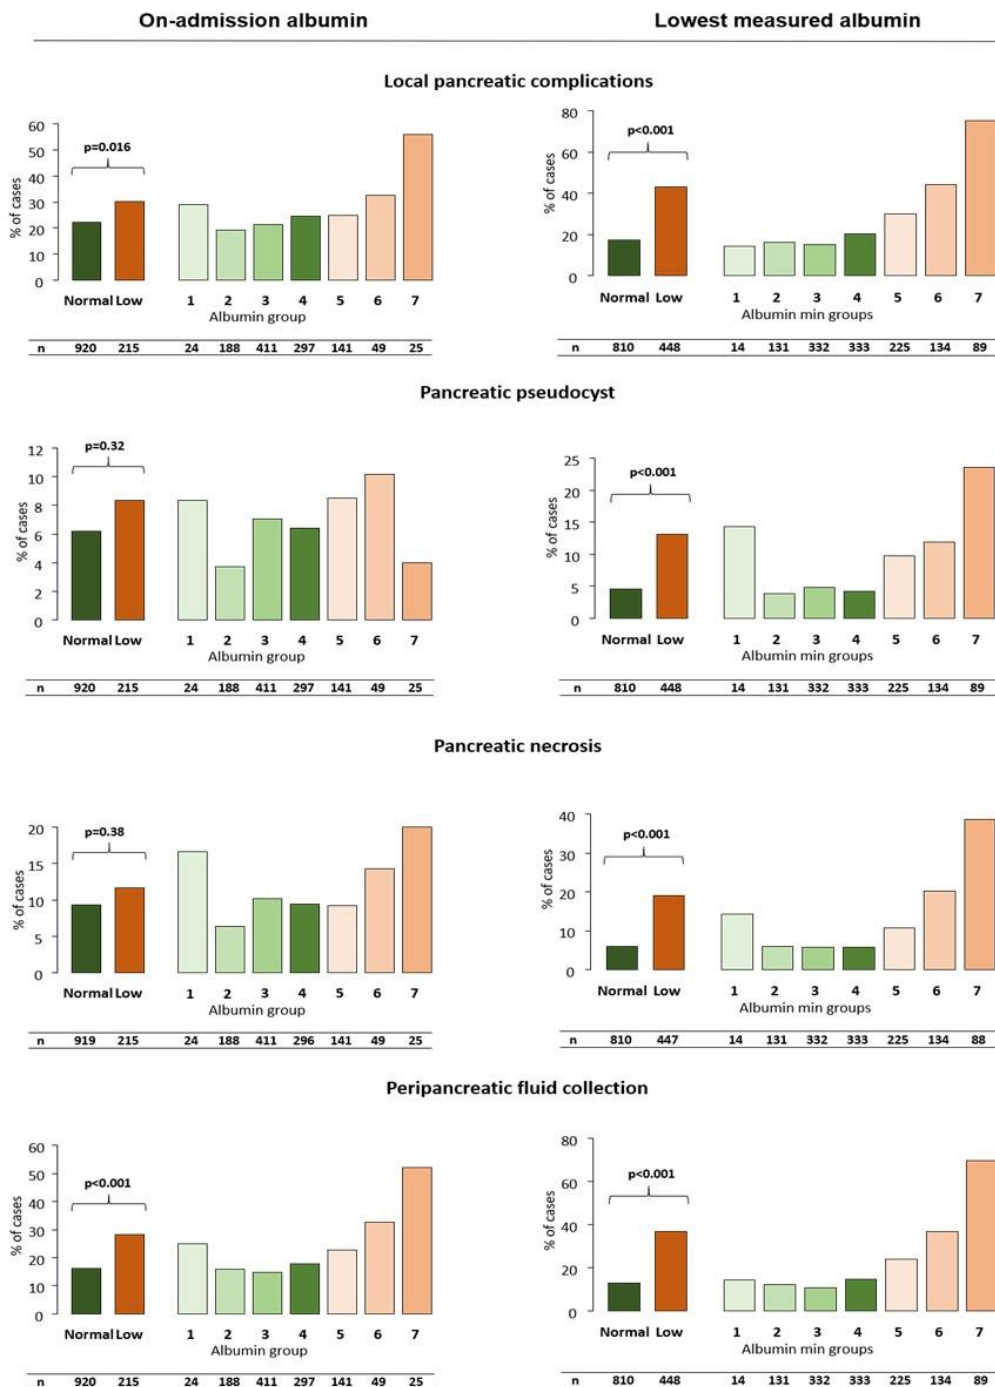 On-admission albumin
Lowest measured albumin
Local pancreatic complications
60
50
40
30
20
10
0
% of cases
p=0.016
Normal Low 1 2 3 4 5 6 7
Albumin group
n 920 215 24 188 411 297 141 49 25
80
60
40
20
0
% of cases
p<0.001
Normal Low 1 2 3 4 5 6 7
Albumin min groups
n 810 448 14 131 332 333 225 134 89
Pancreatic pseudocyst
12
10
8
6
4
2
0
% of cases
p=0.32
Normal Low 1 2 3 4 5 6 7
Albumin group
n 920 215 24 188 411 297 141 49 25
25
20
15
10
5
0
% of cases
p<0.001
Normal Low 1 2 3 4 5 6 7
Albumin min groups
n 810 448 14 131 332 333 225 134 89
Pancreatic necrosis
20
15
10
5
0
% of cases
p=0.38
Normal Low 1 2 3 4 5 6 7
Albumin group
n 919 215 24 188 411 296 141 49 25
40
30
20
10
0
% of cases
p<0.001
Normal Low 1 2 3 4 5 6 7
Albumin min groups
n 810 447 14 131 332 333 225 134 88
Peripancreatic fluid collection
60
50
40
30
20
10
0
% of cases
p<0.001
Normal Low 1 2 3 4 5 6 7
Albumin group
n 920 215 24 188 411 297 141 49 25
80
60
40
20
0
% of cases
p<0.001
Normal Low 1 2 3 4 5 6 7
Albumin min groups
n 810 448 14 131 332 333 225 134 89